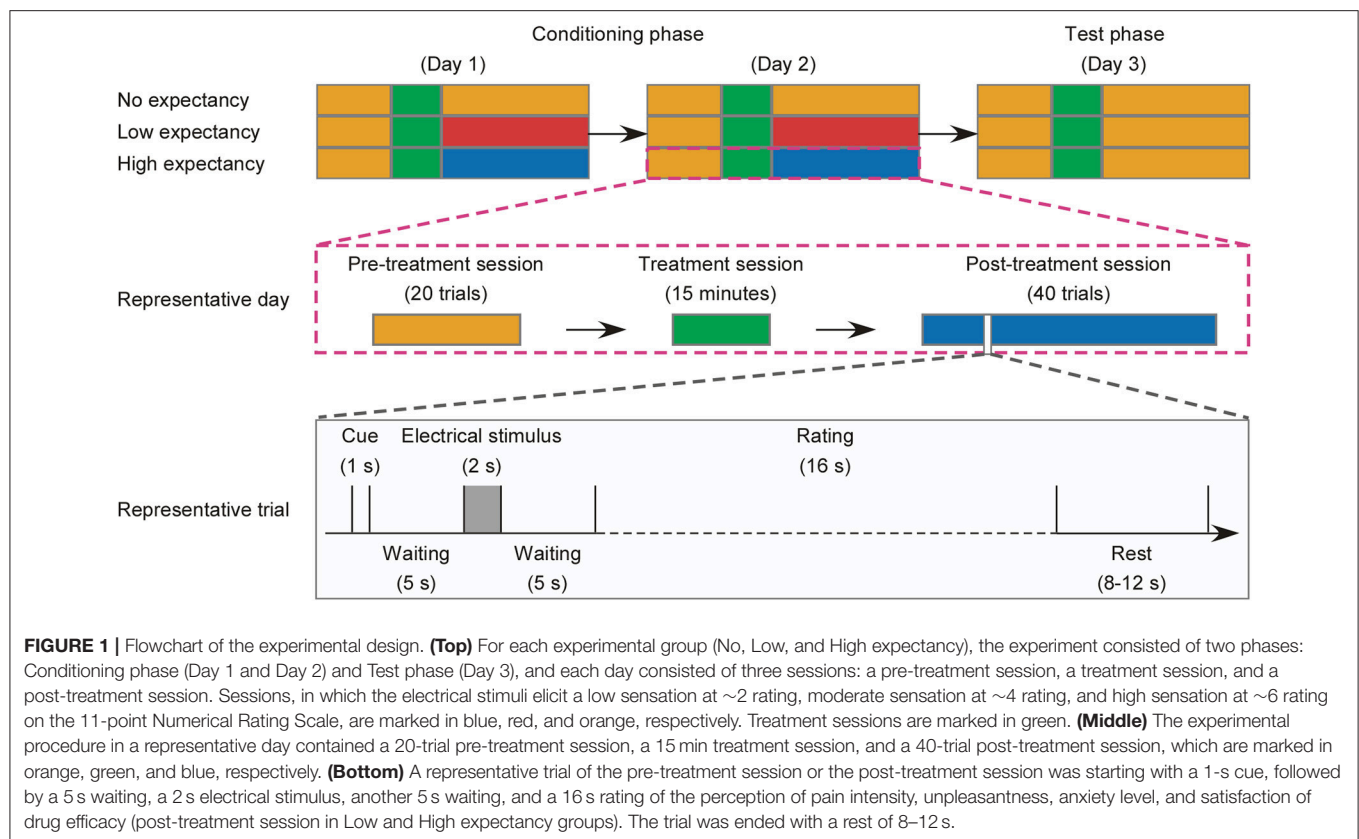 Conditioning phase
Test phase
(Day 1)
(Day 2)
(Day 3)
No expectancy
Low expectancy
High expectancy
Representative day
Pre-treatment session
(20 trials)
Treatment session
(15 minutes)
Post-treatment session
(40 trials)
Representative trial
Cue
(1 s)
Electrical stimulus
(2 s)
Rating
(16 s)
Waiting
(5 s)
Waiting
(5 s)
Rest
(8-12 s)
FIGURE 1 | Flowchart of the experimental design. (Top) For each experimental group (No, Low, and High expectancy), the experiment consisted of two phases:
Conditioning phase (Day 1 and Day 2) and Test phase (Day 3), and each day consisted of three sessions: a pre-treatment session, a treatment session, and a
post-treatment session. Sessions, in which the electrical stimuli elicit a low sensation at ~2 rating, moderate sensation at ~4 rating, and high sensation at ~6 rating
on the 11-point Numerical Rating Scale, are marked in blue, red, and orange, respectively. Treatment sessions are marked in green. (Middle) The experimental
procedure in a representative day contained a 20-trial pre-treatment session, a 15 min treatment session, and a 40-trial post-treatment session, which are marked in
orange, green, and blue, respectively. (Bottom) A representative trial of the pre-treatment session or the post-treatment session was starting with a 1-s cue, followed
by a 5 s waiting, a 2 s electrical stimulus, another 5 s waiting, and a 16 s rating of the perception of pain intensity, unpleasantness, anxiety level, and satisfaction of
drug efficacy (post-treatment session in Low and High expectancy groups). The trial was ended with a rest of 8–12 s.